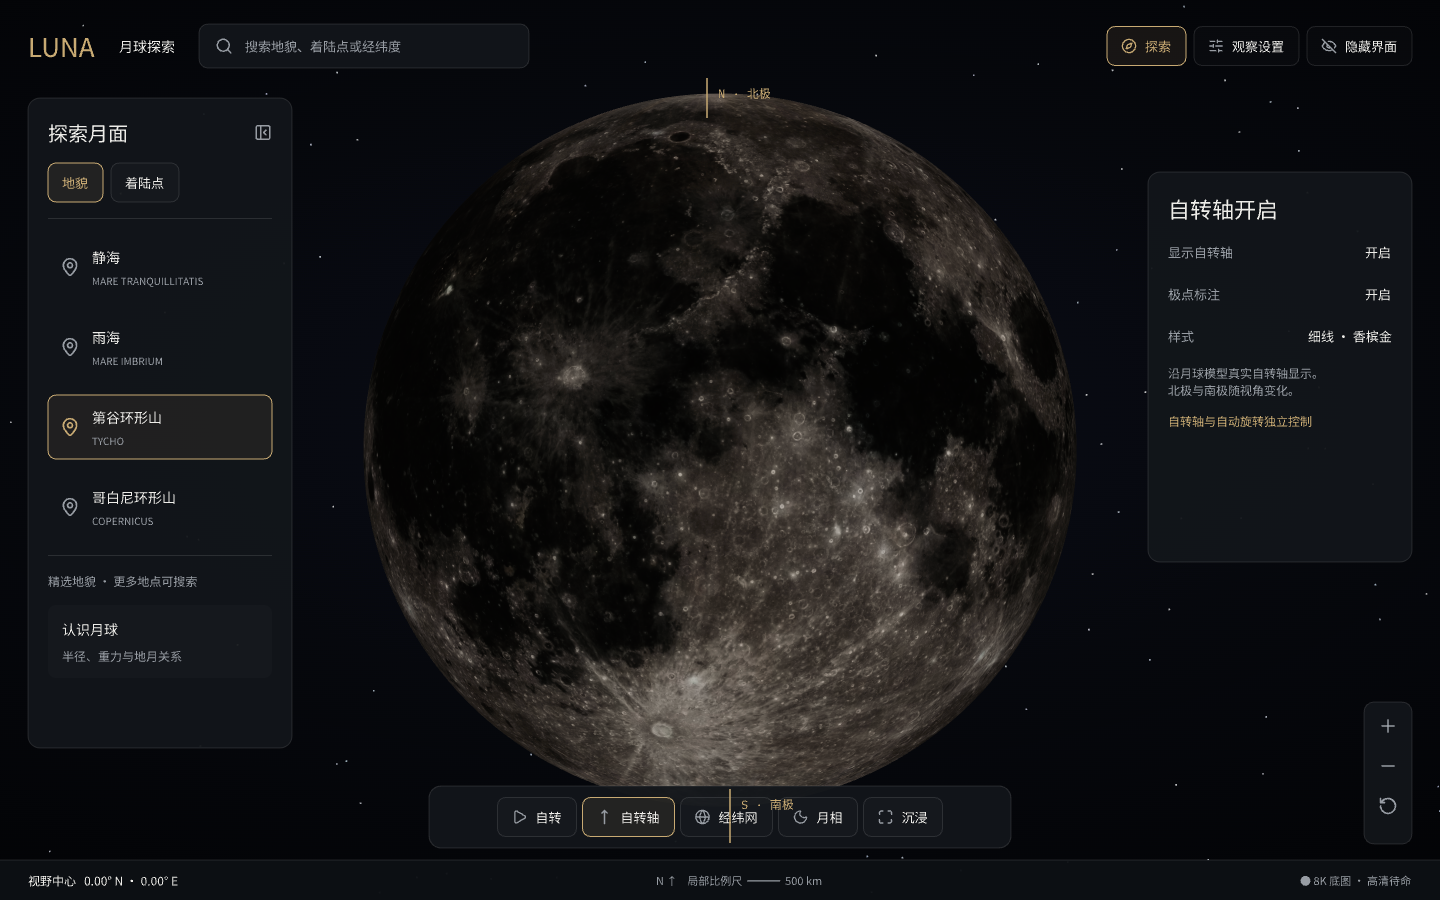 LUNA
月球探索
搜索地貌、着陆点或经纬度
探索
观察设置
隐藏界面
N · 北极
探索月面
地貌
着陆点
静海
MARE TRANQUILLITATIS
雨海
MARE IMBRIUM
第谷环形山
TYCHO
哥白尼环形山
COPERNICUS
精选地貌 · 更多地点可搜索
认识月球
半径、重力与地月关系
自转轴开启
显示自转轴 开启
极点标注 开启
样式 细线 · 香槟金
沿月球模型真实自转轴显示。
北极与南极随视角变化。
自转轴与自动旋转独立控制
S · 南极
自转
自转轴
经纬网
月相
沉浸
视野中心 0.00° N · 0.00° E
N ↑ 局部比例尺 500 km
8K 底图 · 高清待命